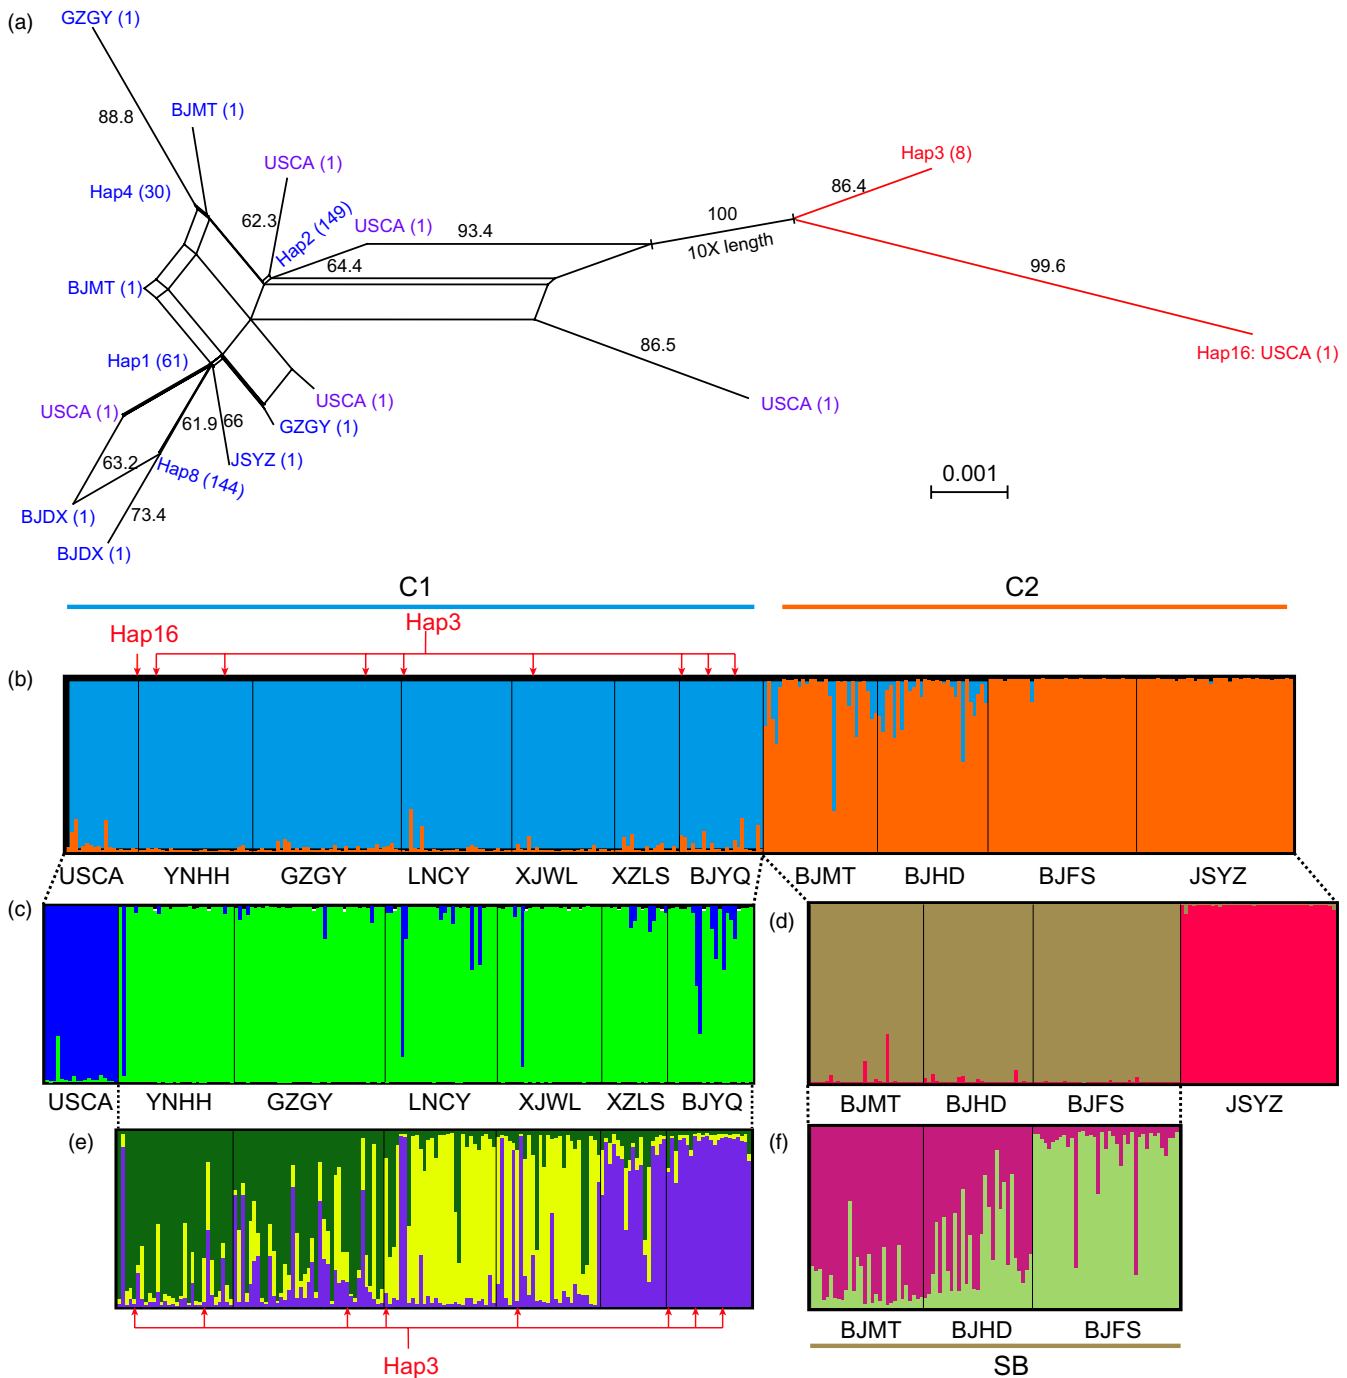 (a)
GZGY (1)
88.8
BJMT (1)
USCA (1)
Hap4 (30)
62.3
Hap2 (149)
USCA (1)
93.4
64.4
100
10X length
Hap3 (8)
86.4
99.6
Hap16: USCA (1)
BJMT (1)
Hap1 (61)
86.5
USCA (1)
USCA (1)
USCA (1)
GZGY (1)
61.9
66
JSYZ (1)
63.2
Hap8 (144)
BJDX (1)
73.4
BJDX (1)
0.001
C1
C2
Hap16
Hap3
(b)
USCA YNHH GZGY LNCY XJWL XZLS BJYQ BJMT BJHD BJFS JSYZ
(c)
(d)
USCA YNHH GZGY LNCY XJWL XZLS BJYQ
BJMT BJHD BJFS JSYZ
(e)
(f)
Hap3
BJMT BJHD BJFS
SB